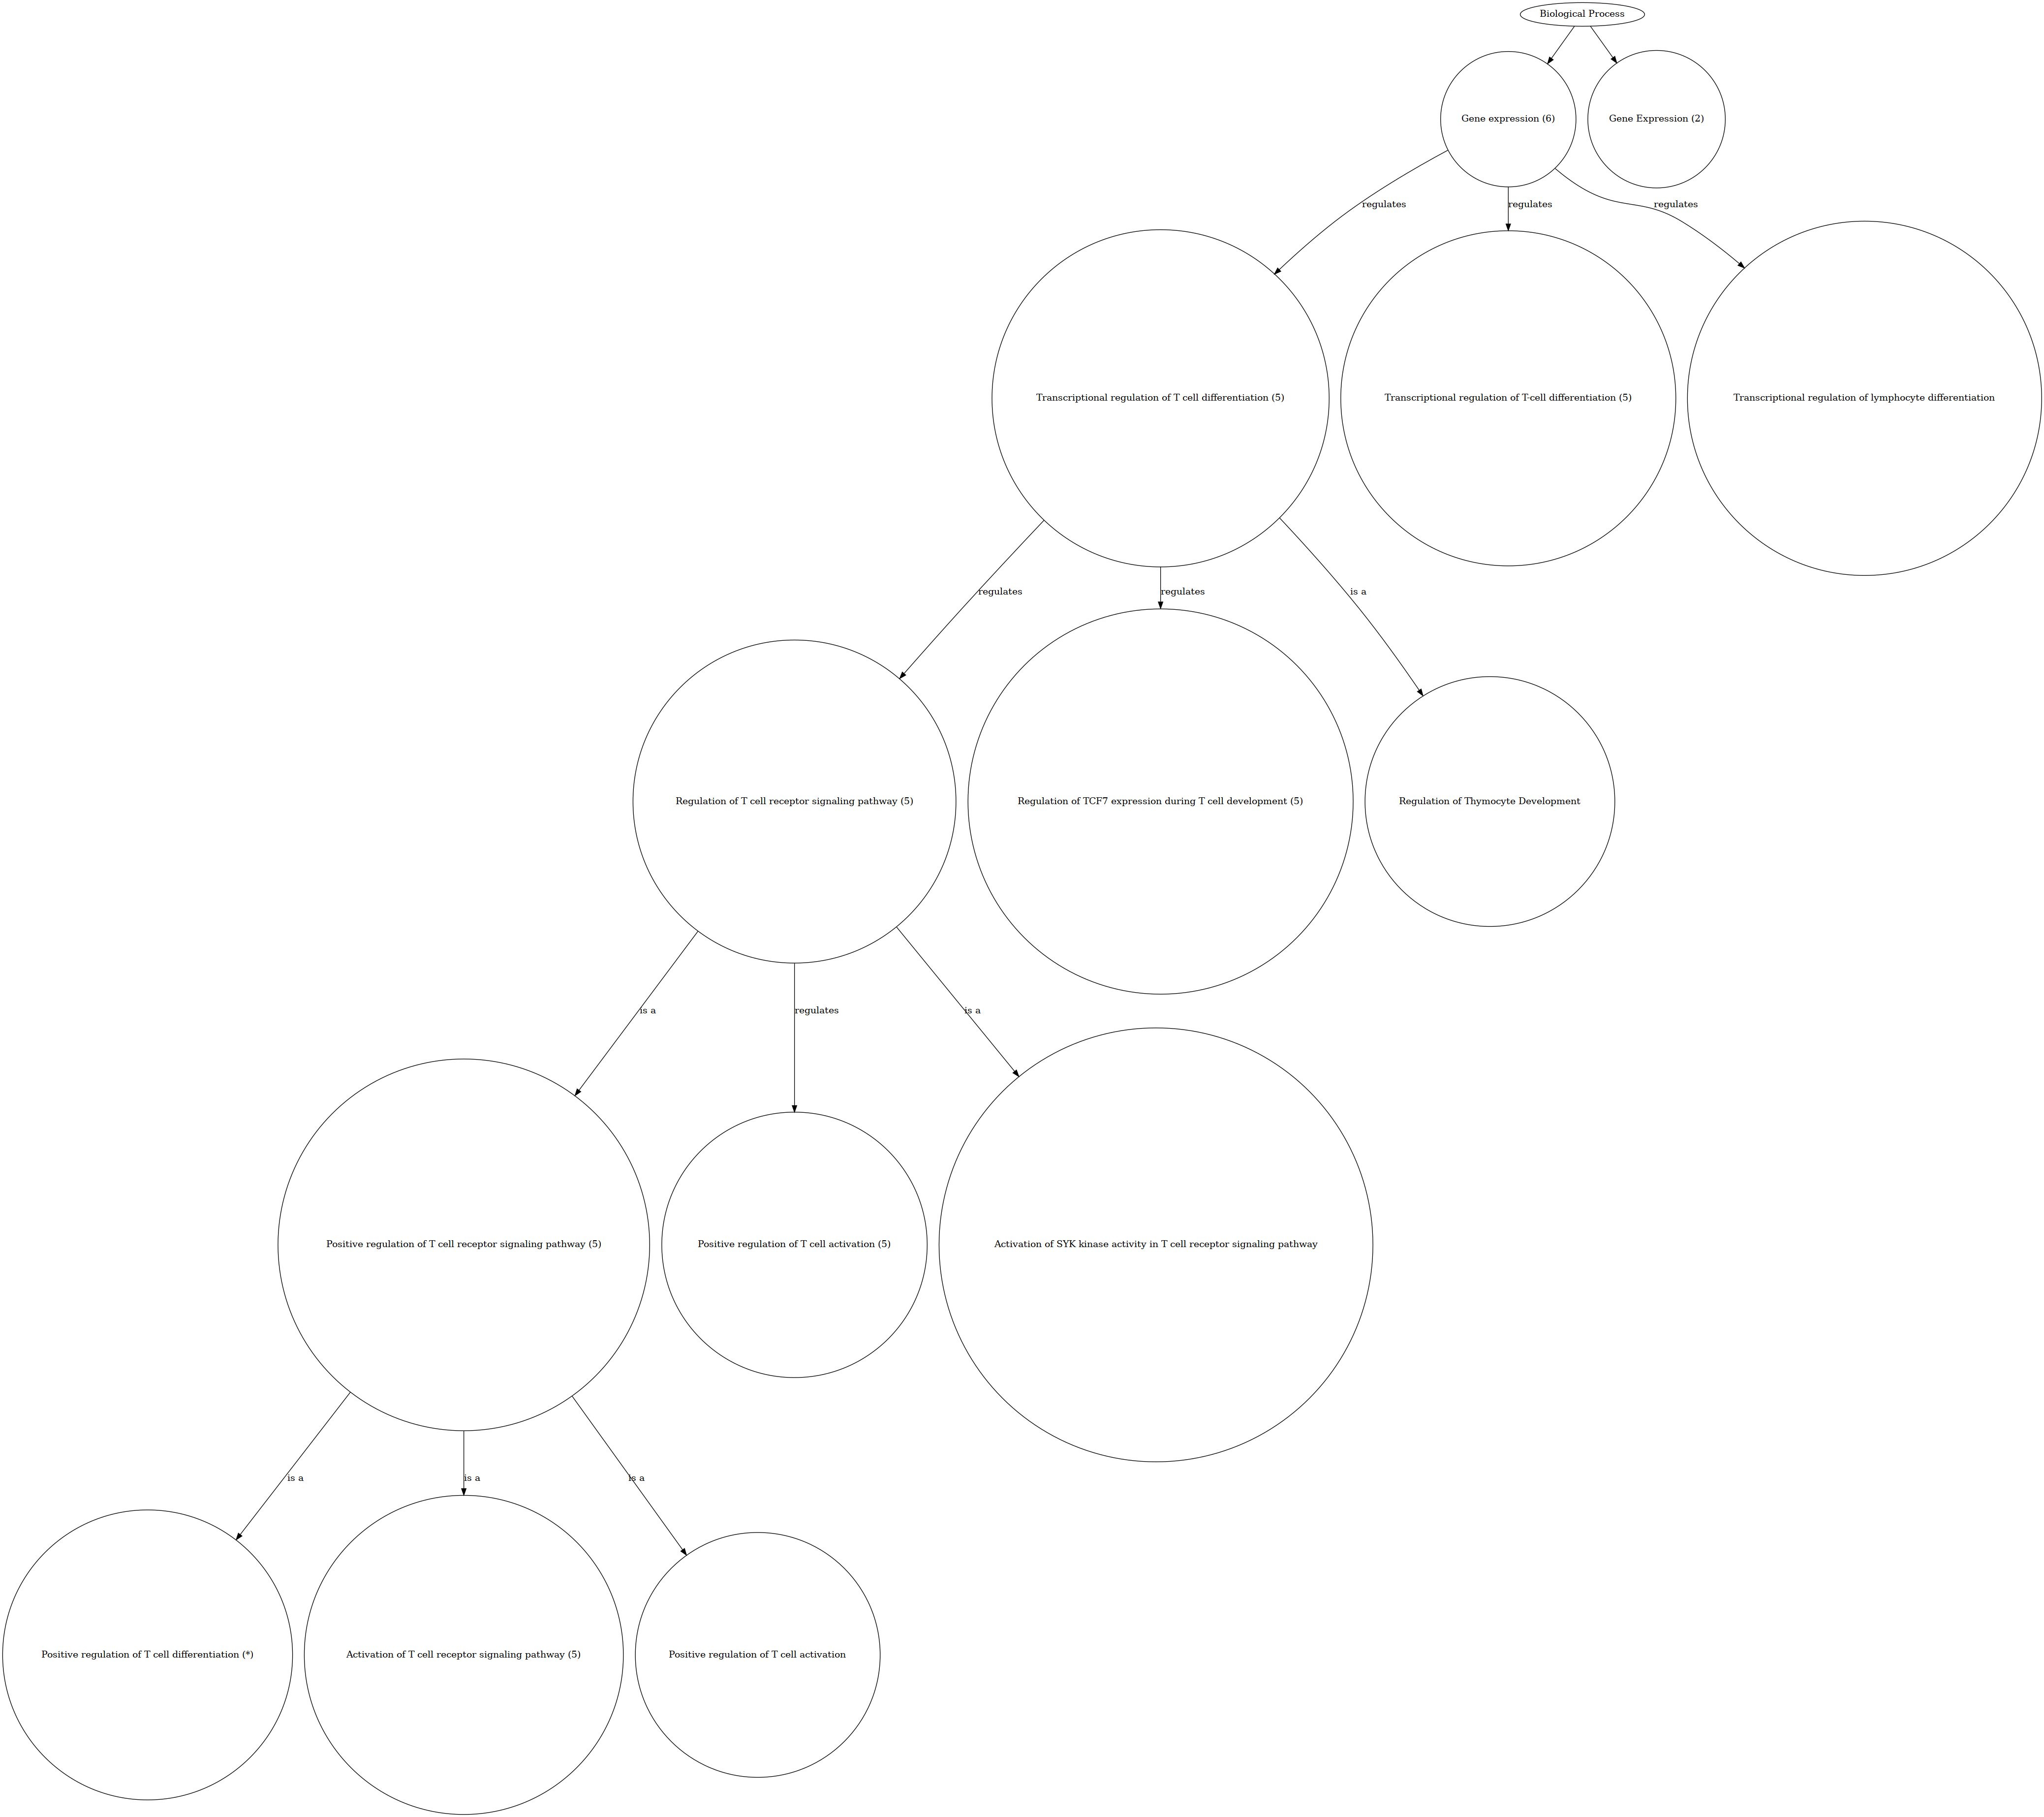 Biological Process
Gene expression (6)
Gene Expression (2)
regulates
regulates
regulates
Transcriptional regulation of T cell differentiation (5)
Transcriptional regulation of T-cell differentiation (5)
Transcriptional regulation of lymphocyte differentiation
regulates
regulates
is a
Regulation of T cell receptor signaling pathway (5)
Regulation of TCF7 expression during T cell development (5)
Regulation of Thymocyte Development
is a
regulates
is a
Positive regulation of T cell receptor signaling pathway (5)
Positive regulation of T cell activation (5)
Activation of SYK kinase activity in T cell receptor signaling pathway
is a
is a
is a
Positive regulation of T cell differentiation (*)
Activation of T cell receptor signaling pathway (5)
Positive regulation of T cell activation